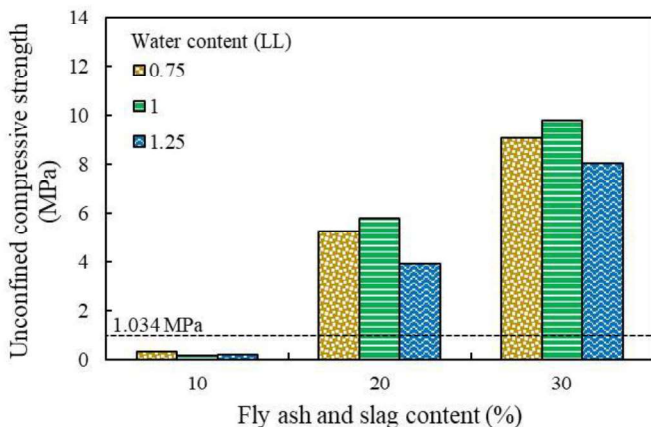 Unconfined compressive strength
(MPa)
14
12
10
8
6
4
2
0
Water content (LL)
0.75
1
1.25
1.034 MPa
10
20
30
Fly ash and slag content (%)